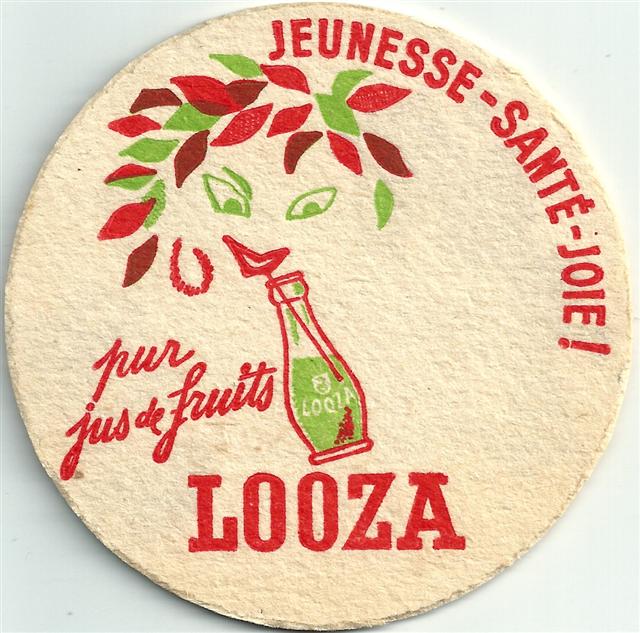 JEUNESSE-SANTÉ-JOIE!
pur
jus de fruits
LOOZA
LOOZA